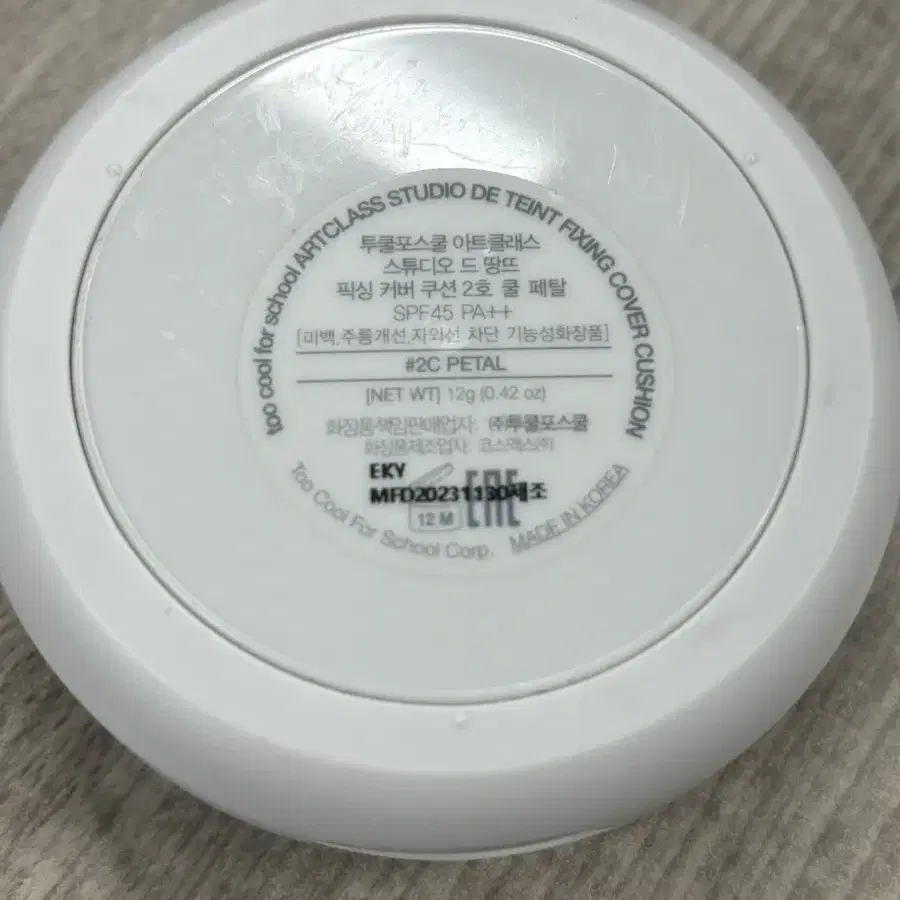 too cool for school ARTCLASS STUDIO DE TEINT FIXING COVER CUSHION
투쿨포스쿨 아트클래스
스튜디오 드 땅뜨
픽싱 커버 쿠션 2호 쿨 페탈
SPF45 PA++
[미백,주름개선,자외선 차단 기능성화장품]
#2C PETAL
[NET WT] 12g (0.42 oz)
화장품책임판매업자: ㈜투쿨포스쿨
화장품제조업자: 코스맥스㈜
EKY
MFD20231130제조
12 M EAC
Too Cool For School Corp. MADE IN KOREA